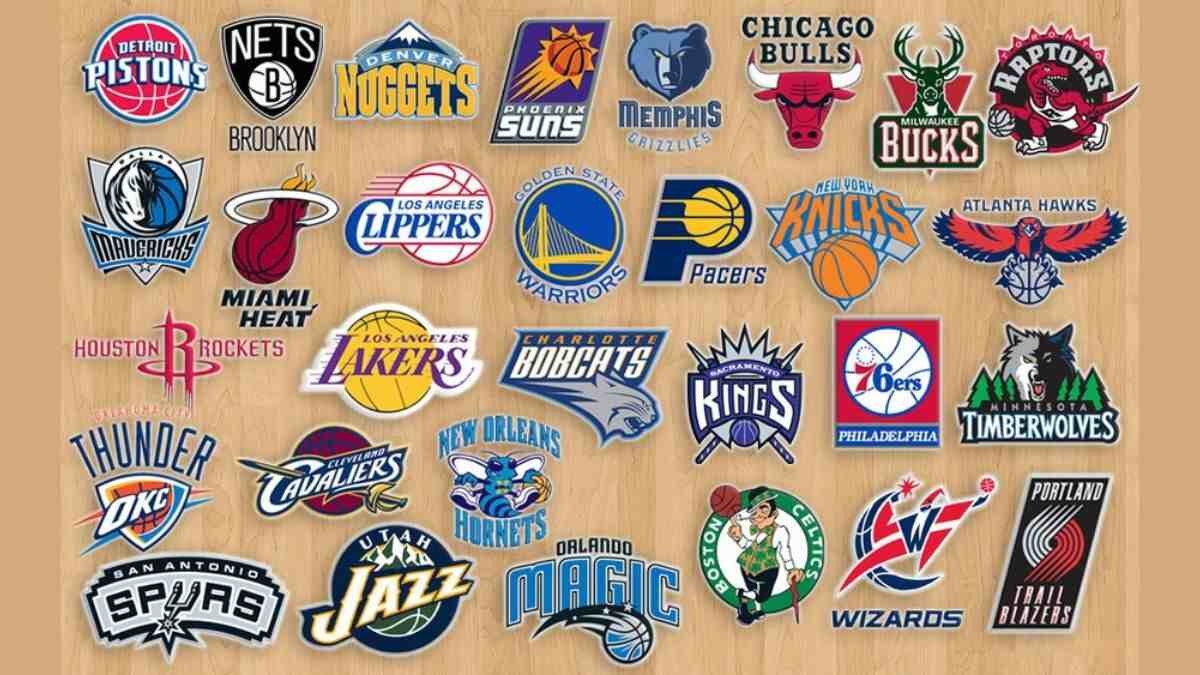 DETROIT
PISTONS
NETS
B
BROOKLYN
DENVER
NUGGETS
PHOENIX
SUNS
MEMPHIS
GRIZZLIES
CHICAGO
BULLS
MILWAUKEE
BUCKS
TORONTO
RAPTORS
DALLAS
MAVERICKS
MIAMI
HEAT
LOS ANGELES
CLIPPERS
GOLDEN STATE
WARRIORS
Pacers
NEW YORK
KNICKS
ATLANTA HAWKS
HOUSTON R ROCKETS
LOS ANGELES
LAKERS
CHARLOTTE
BOBCATS
SACRAMENTO
KINGS
76ers
PHILADELPHIA
MINNESOTA
TIMBERWOLVES
OKLAHOMA CITY
THUNDER
OKC
CLEVELAND
CAVALIERS
NEW ORLEANS
HORNETS
BOSTON
CELTICS
W
WIZARDS
PORTLAND
TRAIL
BLAZERS
SAN ANTONIO
SPURS
UTAH
JAZZ
ORLANDO
MAGIC